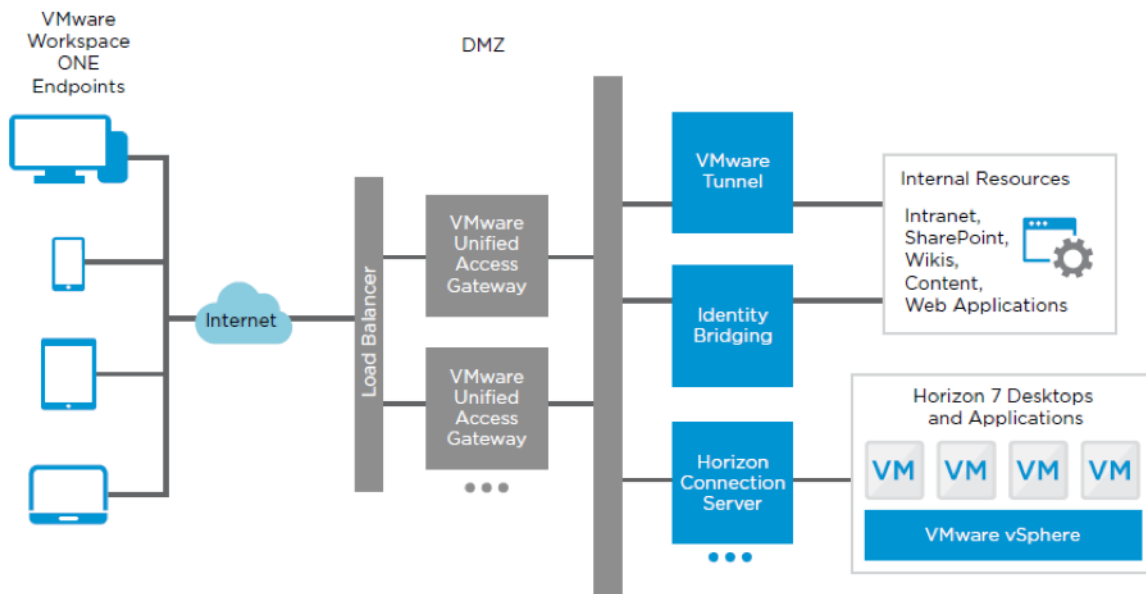 VMware
Workspace
ONE
Endpoints
DMZ
Internet
Load Balancer
VMware
Unified
Access
Gateway
VMware
Unified
Access
Gateway
VMware
Tunnel
Identity
Bridging
Horizon
Connection
Server
Internal Resources
Intranet,
SharePoint,
Wikis,
Content,
Web Applications
Horizon 7 Desktops
and Applications
VM
VM
VM
VM
VMware vSphere